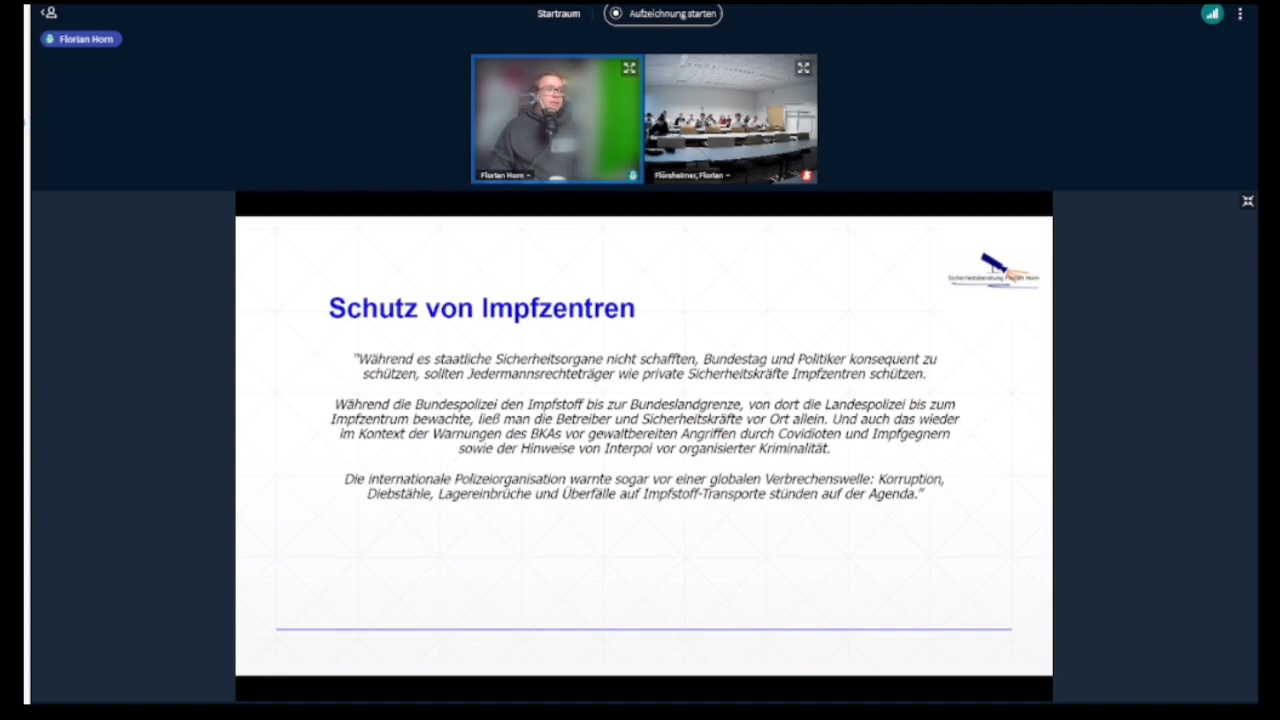 Startraum
Aufzeichnung starten
Florian Horn
Florian Horn
Flörsheimer, Florian
Sicherheitsberatung Florian Horn
Schutz von Impfzentren
"Während es staatliche Sicherheitsorgane nicht schafften, Bundestag und Politiker konsequent zu
schützen, sollten Jedermannsrechteträger wie private Sicherheitskräfte Impfzentren schützen.
Während die Bundespolizei den Impfstoff bis zur Bundeslandgrenze, von dort die Landespolizei bis zum
Impfzentrum bewachte, ließ man die Betreiber und Sicherheitskräfte vor Ort allein. Und auch das wieder
im Kontext der Warnungen des BKAs vor gewaltbereiten Angriffen durch Covidioten und Impfgegnern
sowie der Hinweise von Interpol vor organisierter Kriminalität.
Die internationale Polizeiorganisation warnte sogar vor einer globalen Verbrechenswelle: Korruption,
Diebstähle, Lagereinbrüche und Überfälle auf Impfstoff-Transporte stünden auf der Agenda."